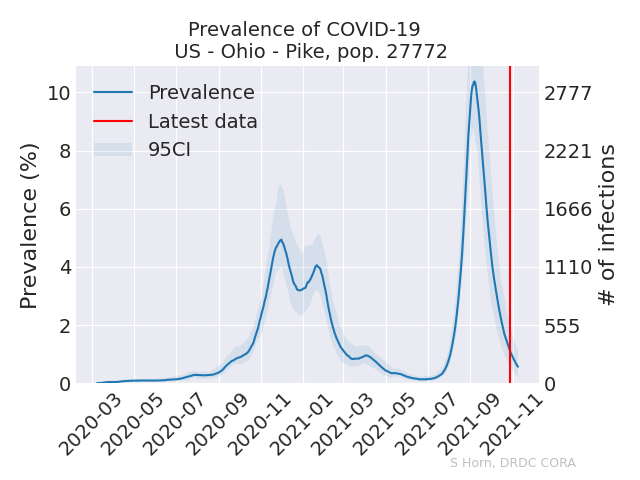 Prevalence of COVID-19
US - Ohio - Pike, pop. 27772
Prevalence
Latest data
95CI
Prevalence (%)
10
8
6
4
2
0
2777
2221
1666
1110
555
0
# of infections
2020-03
2020-05
2020-07
2020-09
2020-11
2021-01
2021-03
2021-05
2021-07
2021-09
2021-11
S Horn, DRDC CORA